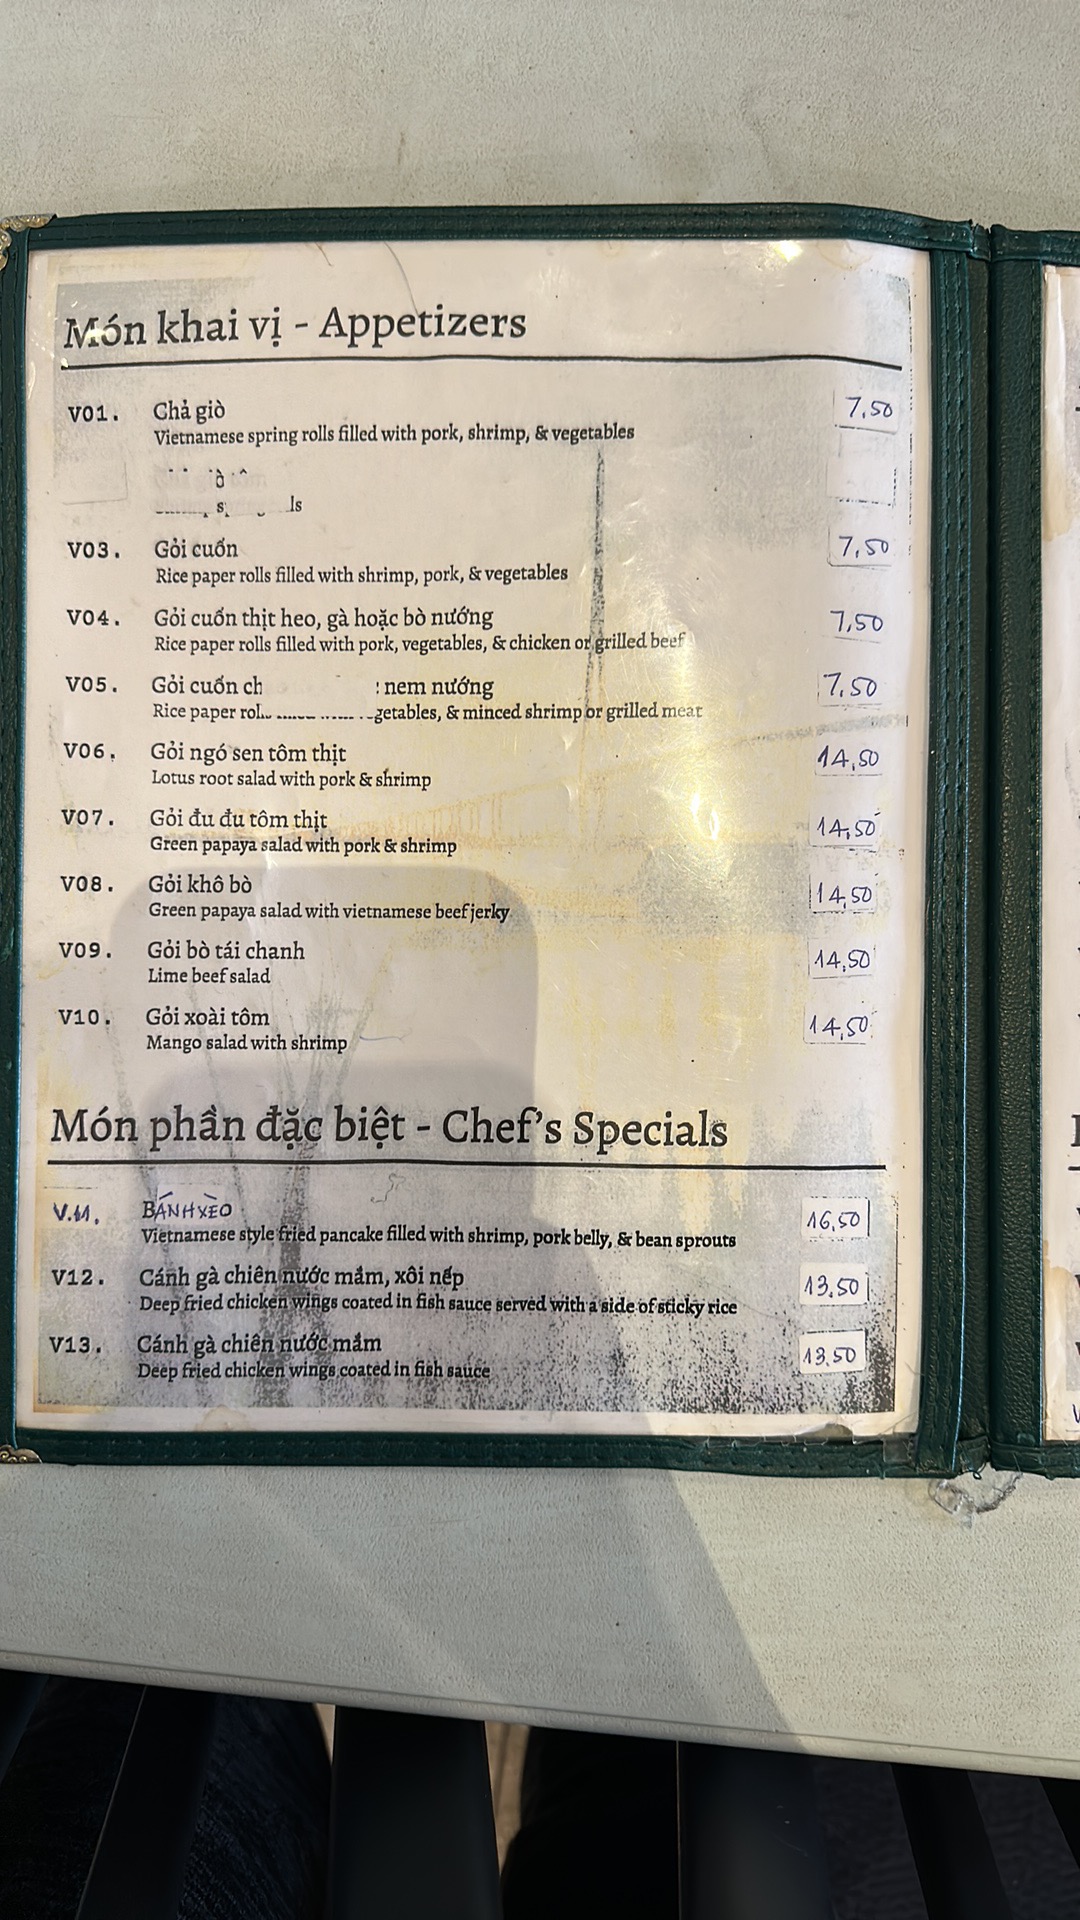 Món khai vị - Appetizers
V01. Chả giò 7,50
Vietnamese spring rolls filled with pork, shrimp, & vegetables
V03. Gỏi cuốn 7,50
Rice paper rolls filled with shrimp, pork, & vegetables
V04. Gỏi cuốn thịt heo, gà hoặc bò nướng 7,50
Rice paper rolls filled with pork, vegetables, & chicken or grilled beef
V05. Gỏi cuốn nem nướng 7,50
Rice paper & minced shrimp or grilled meat
V06. Gỏi ngó sen tôm thịt 14,50
Lotus root salad with pork & shrimp
V07. Gỏi đu đu tôm thịt 14,50
Green papaya salad with pork & shrimp
V08. Gỏi khô bò 14,50
Green papaya salad with vietnamese beef jerky
V09. Gỏi bò tái chanh 14,50
Lime beef salad
V10. Gỏi xoài tôm 14,50
Mango salad with shrimp
Món phần đặc biệt - Chef's Specials
V.11. BÁNH XÈO 16,50
Vietnamese style fried pancake filled with shrimp, pork belly, & bean sprouts
V12. Cánh gà chiên nước mắm, xôi nếp 13,50
Deep fried chicken wings coated in fish sauce served with a side of sticky rice
V13. Cánh gà chiên nước mắm 13,50
Deep fried chicken wings coated in fish sauce